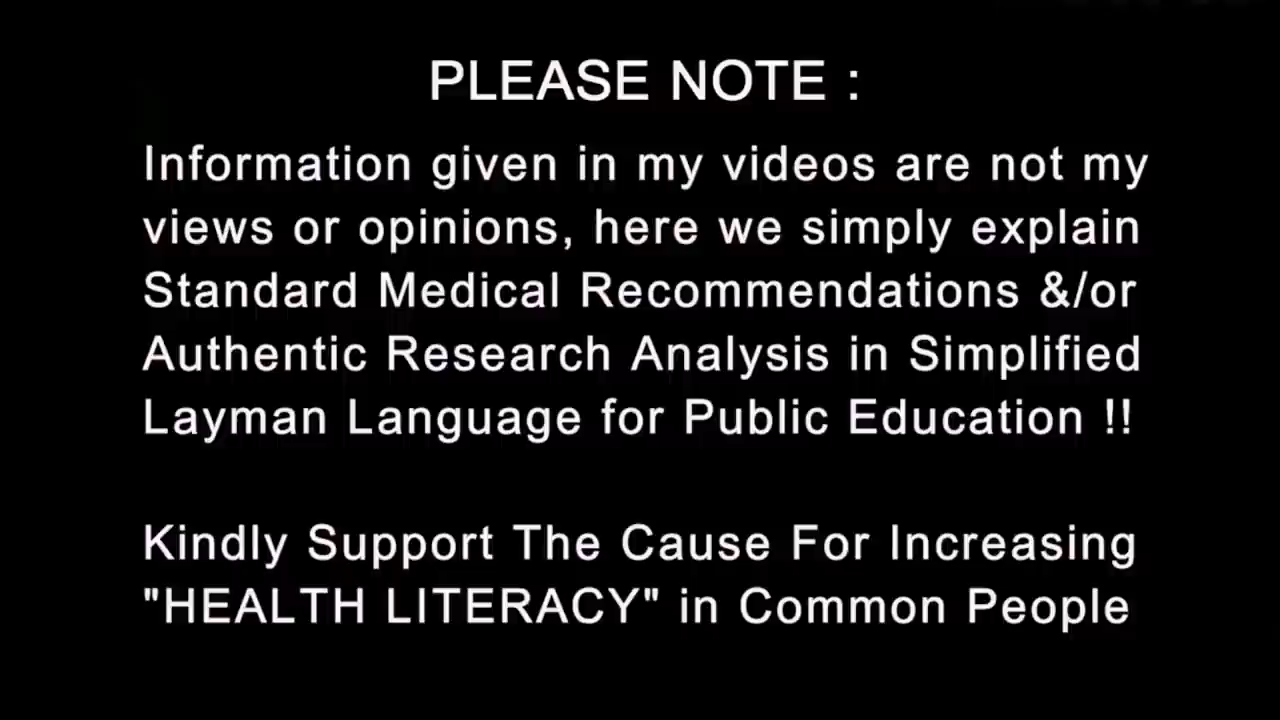 PLEASE NOTE :
Information given in my videos are not my
views or opinions, here we simply explain
Standard Medical Recommendations &/or
Authentic Research Analysis in Simplified
Layman Language for Public Education !!
Kindly Support The Cause For Increasing
"HEALTH LITERACY" in Common People